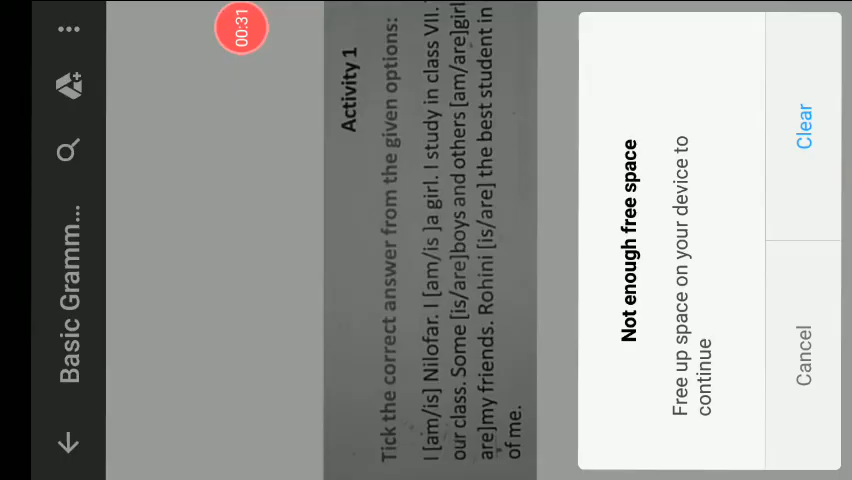 00:31
Basic Gramm...
Activity 1
Tick the correct answer from the given options:
I [am/is] Nilofar. I [am/is ]a girl. I study in class VII.
our class. Some [is/are]boys and others [am/are]girl
are]my friends. Rohini [is/are] the best student in
of me.
Not enough free space
Free up space on your device to
continue
Cancel
Clear